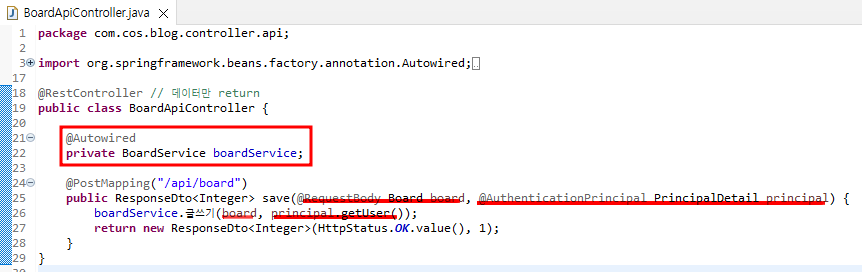 BoardApiController.java
1 package com.cos.blog.controller.api;
2
3 import org.springframework.beans.factory.annotation.Autowired;
17
18 @RestController // 데이터만 return
19 public class BoardApiController {
20
21 @Autowired
22 private BoardService boardService;
23
24 @PostMapping("/api/board")
25 public ResponseDto<Integer> save(@RequestBody Board board, @AuthenticationPrincipal PrincipalDetail principal) {
26 boardService.글쓰기(board, principal.getUser());
27 return new ResponseDto<Integer>(HttpStatus.OK.value(), 1);
28 }
29 }
30